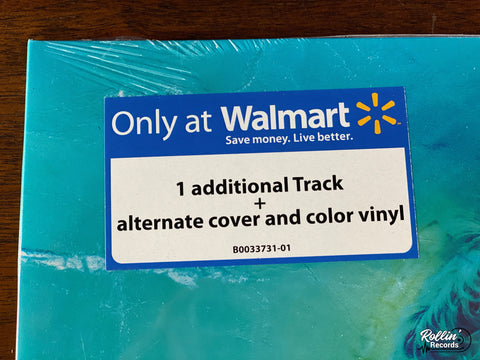 Only at Walmart
Save money. Live better.
1 additional Track
+
alternate cover and color vinyl
B0033731-01
Rollin'
Records